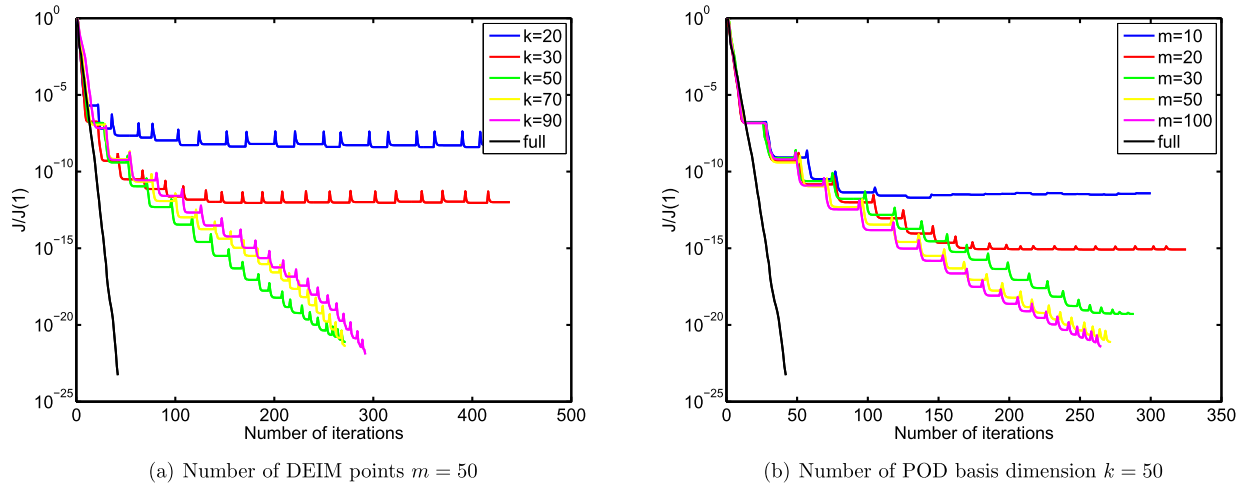 10^0
10^-5
10^-10
10^-15
10^-20
10^-25
J/J(1)
0
100
200
300
400
500
Number of iterations
k=20
k=30
k=50
k=70
k=90
full
(a) Number of DEIM points m = 50
10^0
10^-5
10^-10
10^-15
10^-20
10^-25
J/J(1)
0
50
100
150
200
250
300
350
Number of iterations
m=10
m=20
m=30
m=50
m=100
full
(b) Number of POD basis dimension k = 50